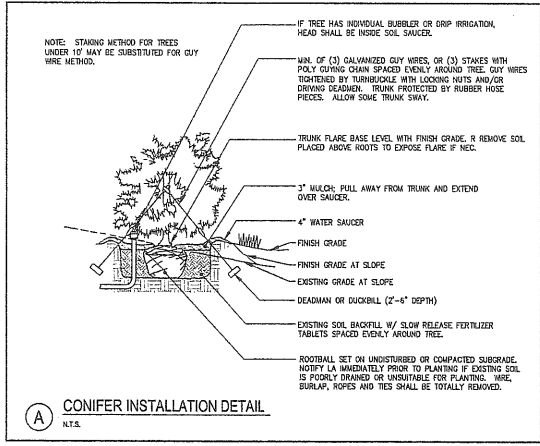 IF TREE HAS INDIVIDUAL BUBBLER OR DRIP IRRIGATION,
HEAD SHALL BE INSIDE SOIL SAUCER.
NOTE: STAKING METHOD FOR TREES
UNDER 10' MAY BE SUBSTITUTED FOR GUY
WIRE METHOD.
MIN. OF (3) GALVANIZED GUY WIRES, OR (3) STAKES WITH
POLY GUYING CHAIN SPACED EVENLY AROUND TREE. GUY WIRES
TIGHTENED BY TURNBUCKLE WITH LOCKING NUTS AND/OR
DRIVING DEADMEN. TRUNK PROTECTED BY RUBBER HOSE
PIECES. ALLOW SOME TRUNK SWAY.
TRUNK FLARE BASE LEVEL WITH FINISH GRADE. R REMOVE SOIL
PLACED ABOVE ROOTS TO EXPOSE FLARE IF NEC.
3" MULCH; PULL AWAY FROM TRUNK AND EXTEND
OVER SAUCER.
4" WATER SAUCER
FINISH GRADE
FINISH GRADE AT SLOPE
EXISTING GRADE AT SLOPE
DEADMAN OR DUCKBILL (2'-6" DEPTH)
EXISTING SOIL BACKFILL W/ SLOW RELEASE FERTILIZER
TABLETS SPACED EVENLY AROUND TREE.
ROOTBALL SET ON UNDISTURBED OR COMPACTED SUBGRADE.
NOTIFY LA IMMEDIATELY PRIOR TO PLANTING IF EXISTING SOIL
IS POORLY DRAINED OR UNSUITABLE FOR PLANTING. WIRE,
BURLAP, ROPES AND TIES SHALL BE TOTALLY REMOVED.
A CONIFER INSTALLATION DETAIL
N.T.S.